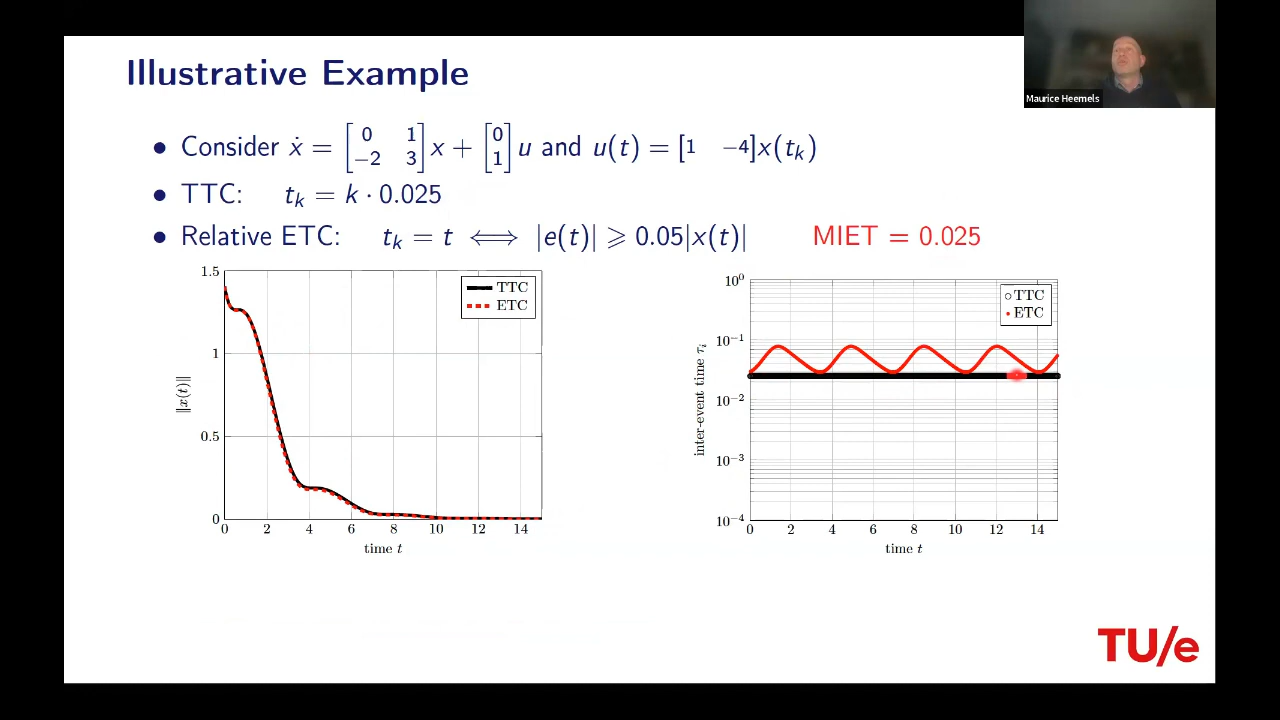 Illustrative Example
Maurice Heemels
• Consider ẋ = [0 1; −2 3] x + [0; 1] u and u(t) = [1 −4]x(t_k)
• TTC: t_k = k · 0.025
• Relative ETC: t_k = t ⟺ |e(t)| ⩾ 0.05|x(t)| MIET = 0.025
1.5
1
0.5
0
‖x(t)‖
TTC
ETC
0 2 4 6 8 10 12 14
time t
10⁰
10⁻¹
10⁻²
10⁻³
10⁻⁴
inter-event time τ_i
TTC
ETC
0 2 4 6 8 10 12 14
time t
TU/e